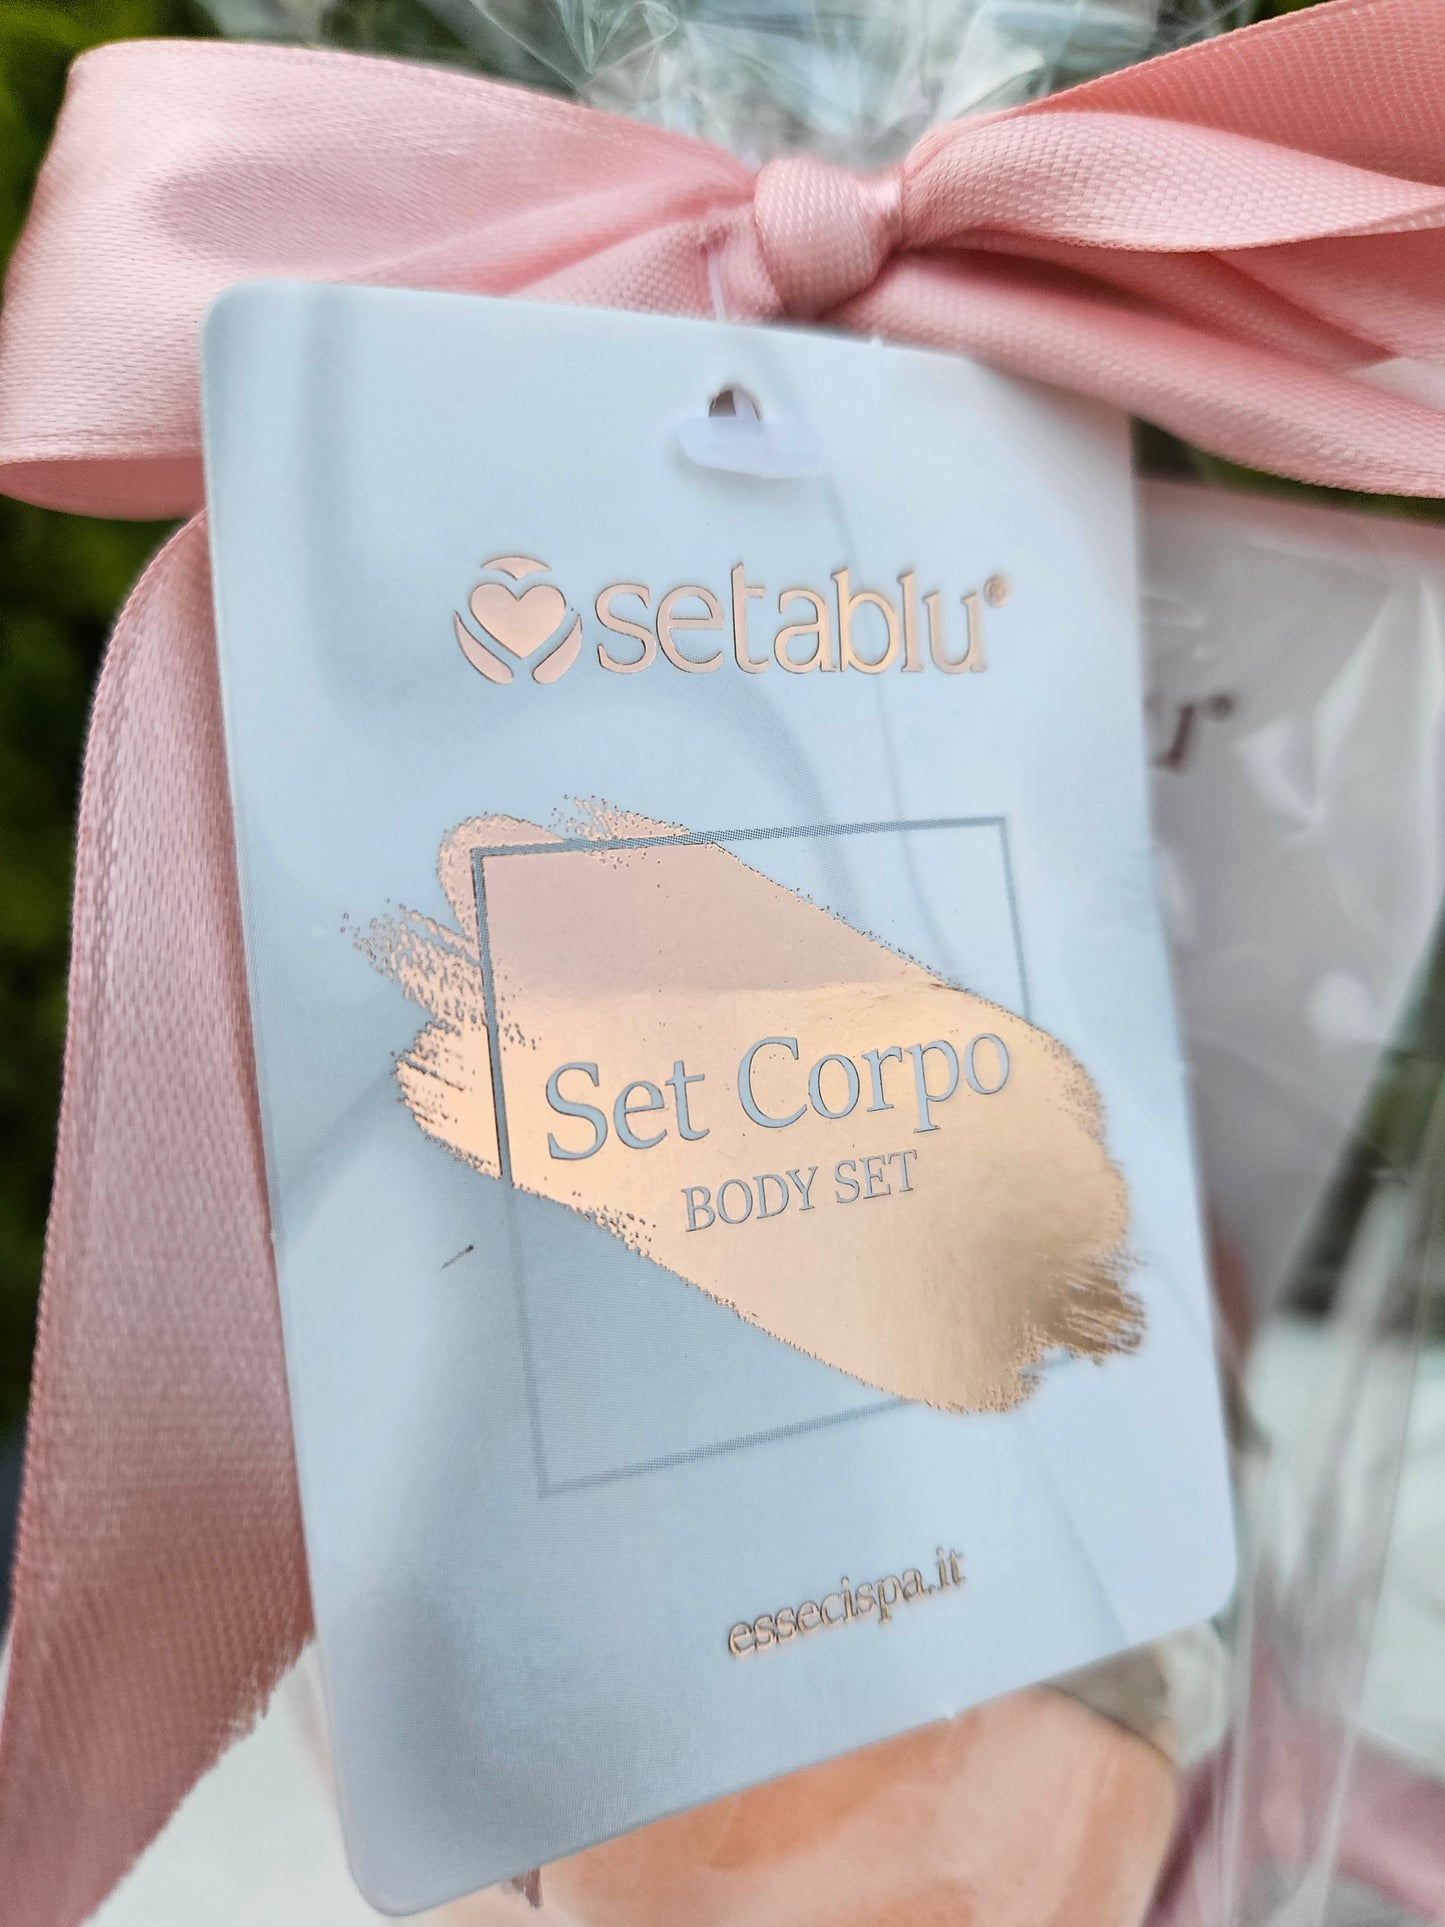 setablu®
Set Corpo
BODY SET
essecispa.it